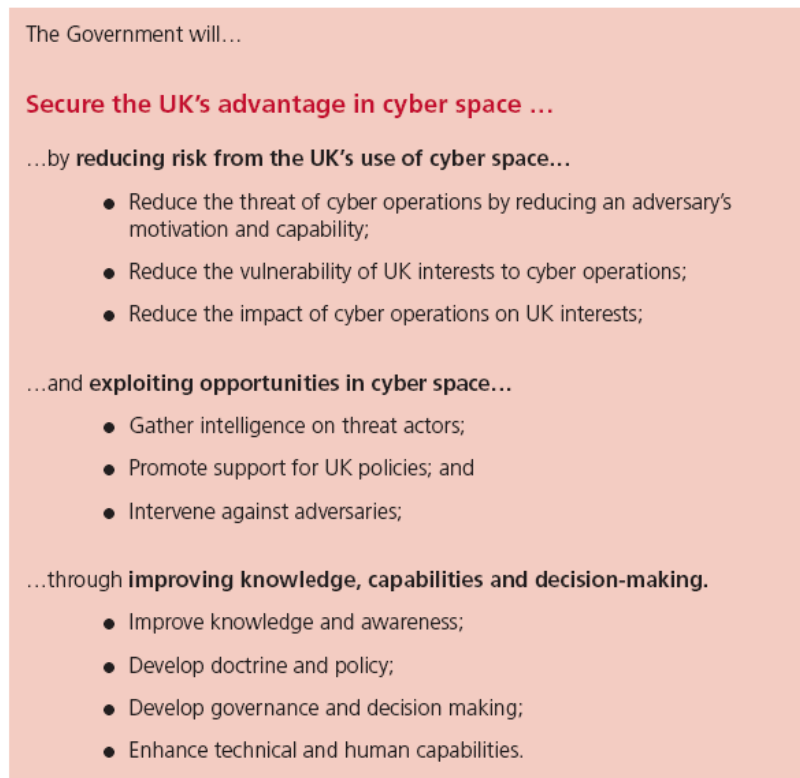 The Government will…
Secure the UK’s advantage in cyber space …
…by reducing risk from the UK’s use of cyber space…
● Reduce the threat of cyber operations by reducing an adversary’s
motivation and capability;
● Reduce the vulnerability of UK interests to cyber operations;
● Reduce the impact of cyber operations on UK interests;
…and exploiting opportunities in cyber space…
● Gather intelligence on threat actors;
● Promote support for UK policies; and
● Intervene against adversaries;
…through improving knowledge, capabilities and decision-making.
● Improve knowledge and awareness;
● Develop doctrine and policy;
● Develop governance and decision making;
● Enhance technical and human capabilities.